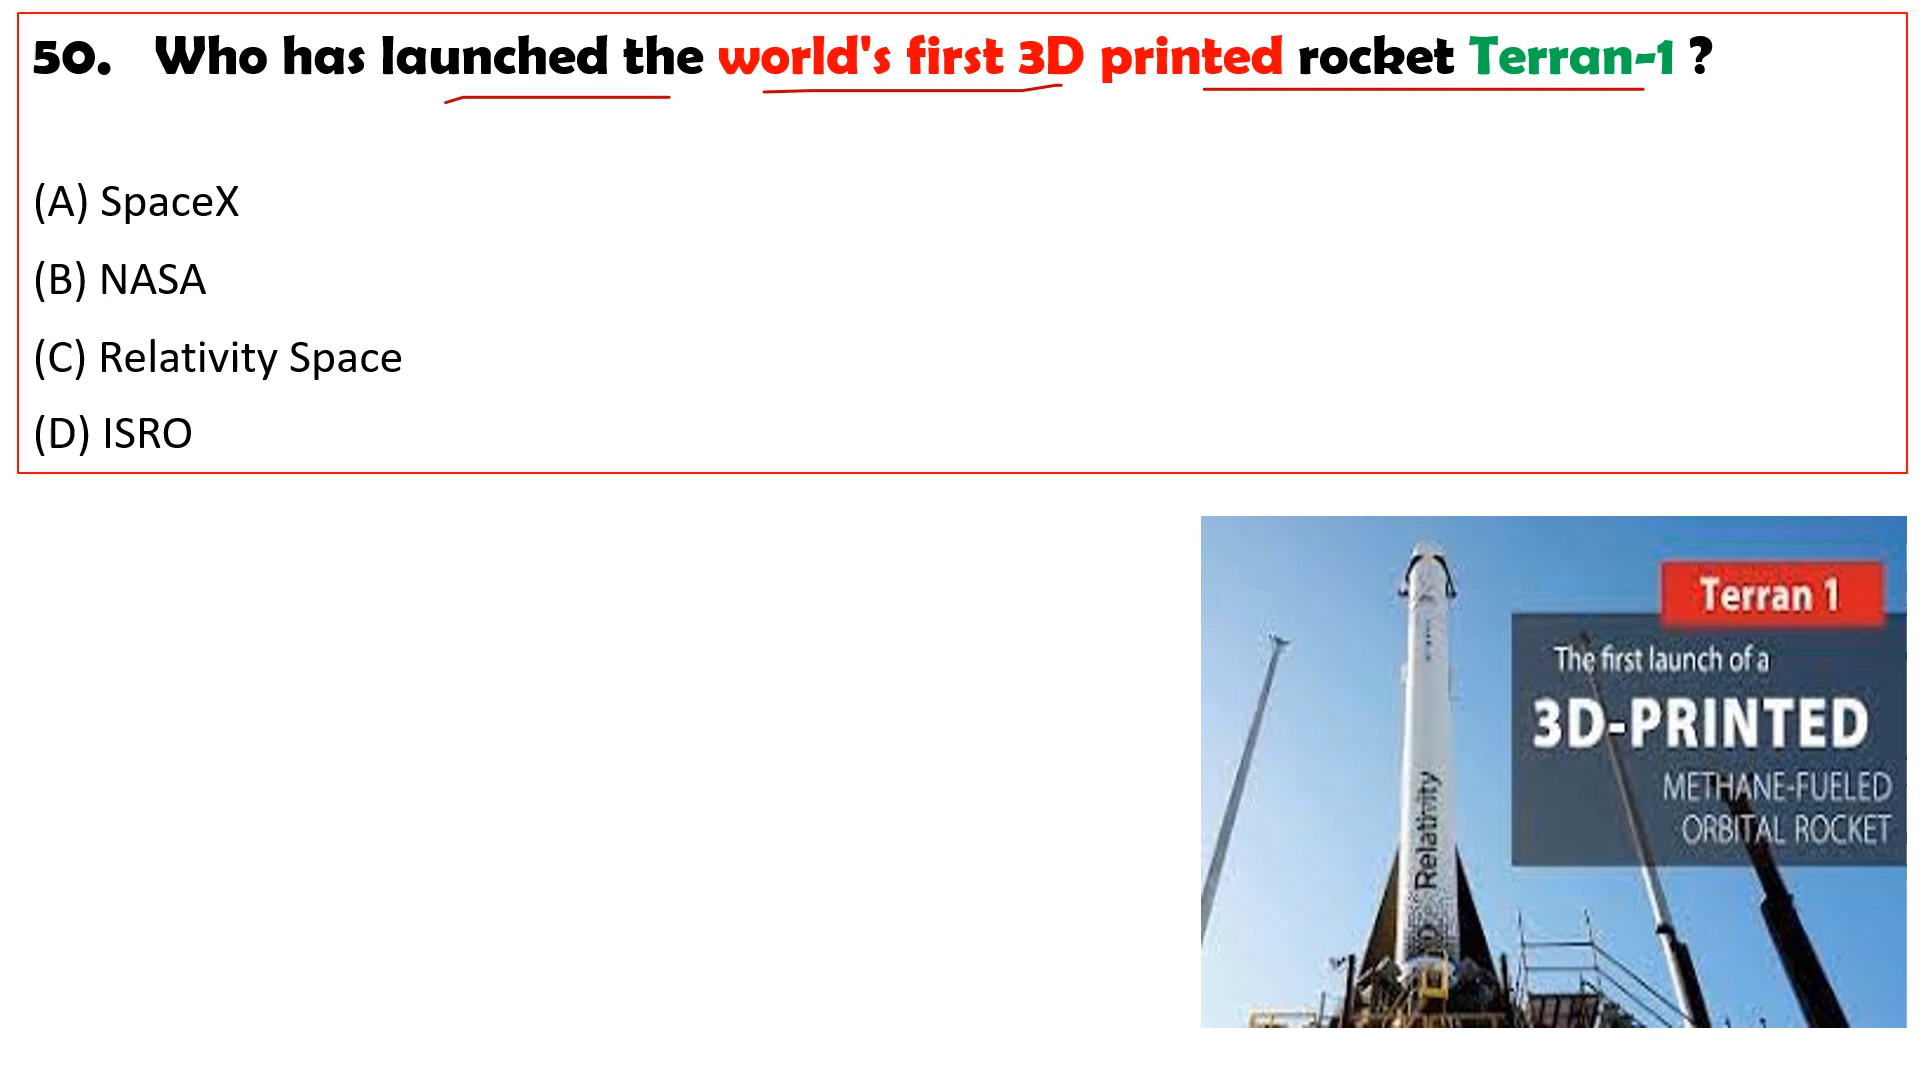 50. Who has launched the world's first 3D printed rocket Terran-1 ?
(A) SpaceX
(B) NASA
(C) Relativity Space
(D) ISRO
Terran 1
The first launch of a
3D-PRINTED
METHANE-FUELED
ORBITAL ROCKET
Relativity